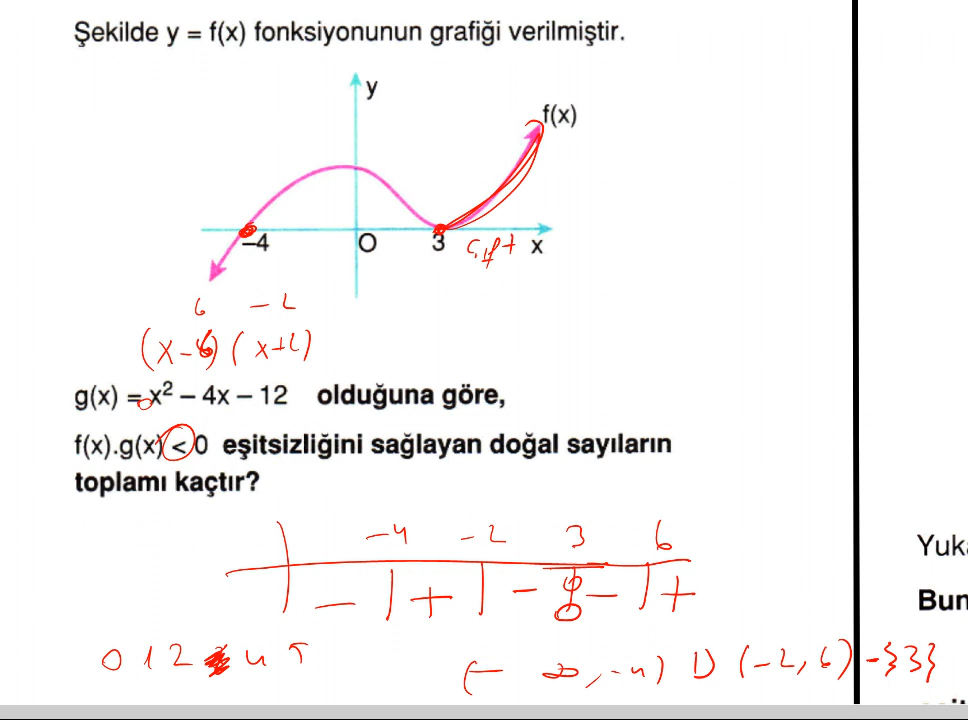 Şekilde y = f(x) fonksiyonunun grafiği verilmiştir.
y
f(x)
–4 O 3 çift x
6 –2
(x–6) (x+2)
g(x) = x² – 4x – 12 olduğuna göre,
f(x).g(x) < 0 eşitsizliğini sağlayan doğal sayıların
toplamı kaçtır?
–4 –2 3 6
– + – – +
0 1 2 4 5
(–∞, –4) ∪ (–2, 6) – {3}
Yuk
Bun